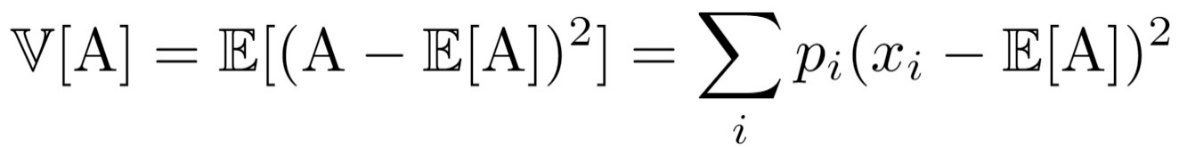 𝕍[A] = 𝔼[(A − 𝔼[A])²] = ∑ᵢ pᵢ(xᵢ − 𝔼[A])²